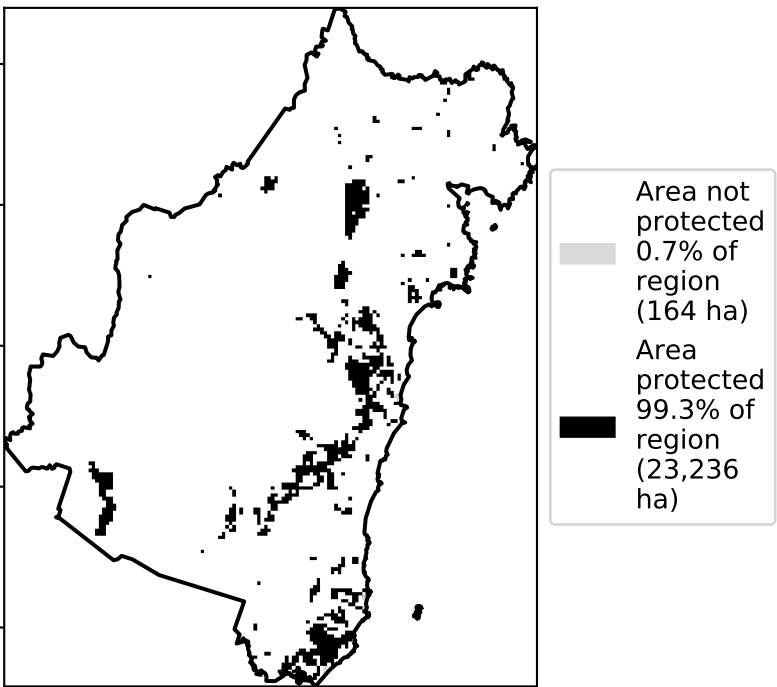 Area not
protected
0.7% of
region
(164 ha)
Area
protected
99.3% of
region
(23,236
ha)